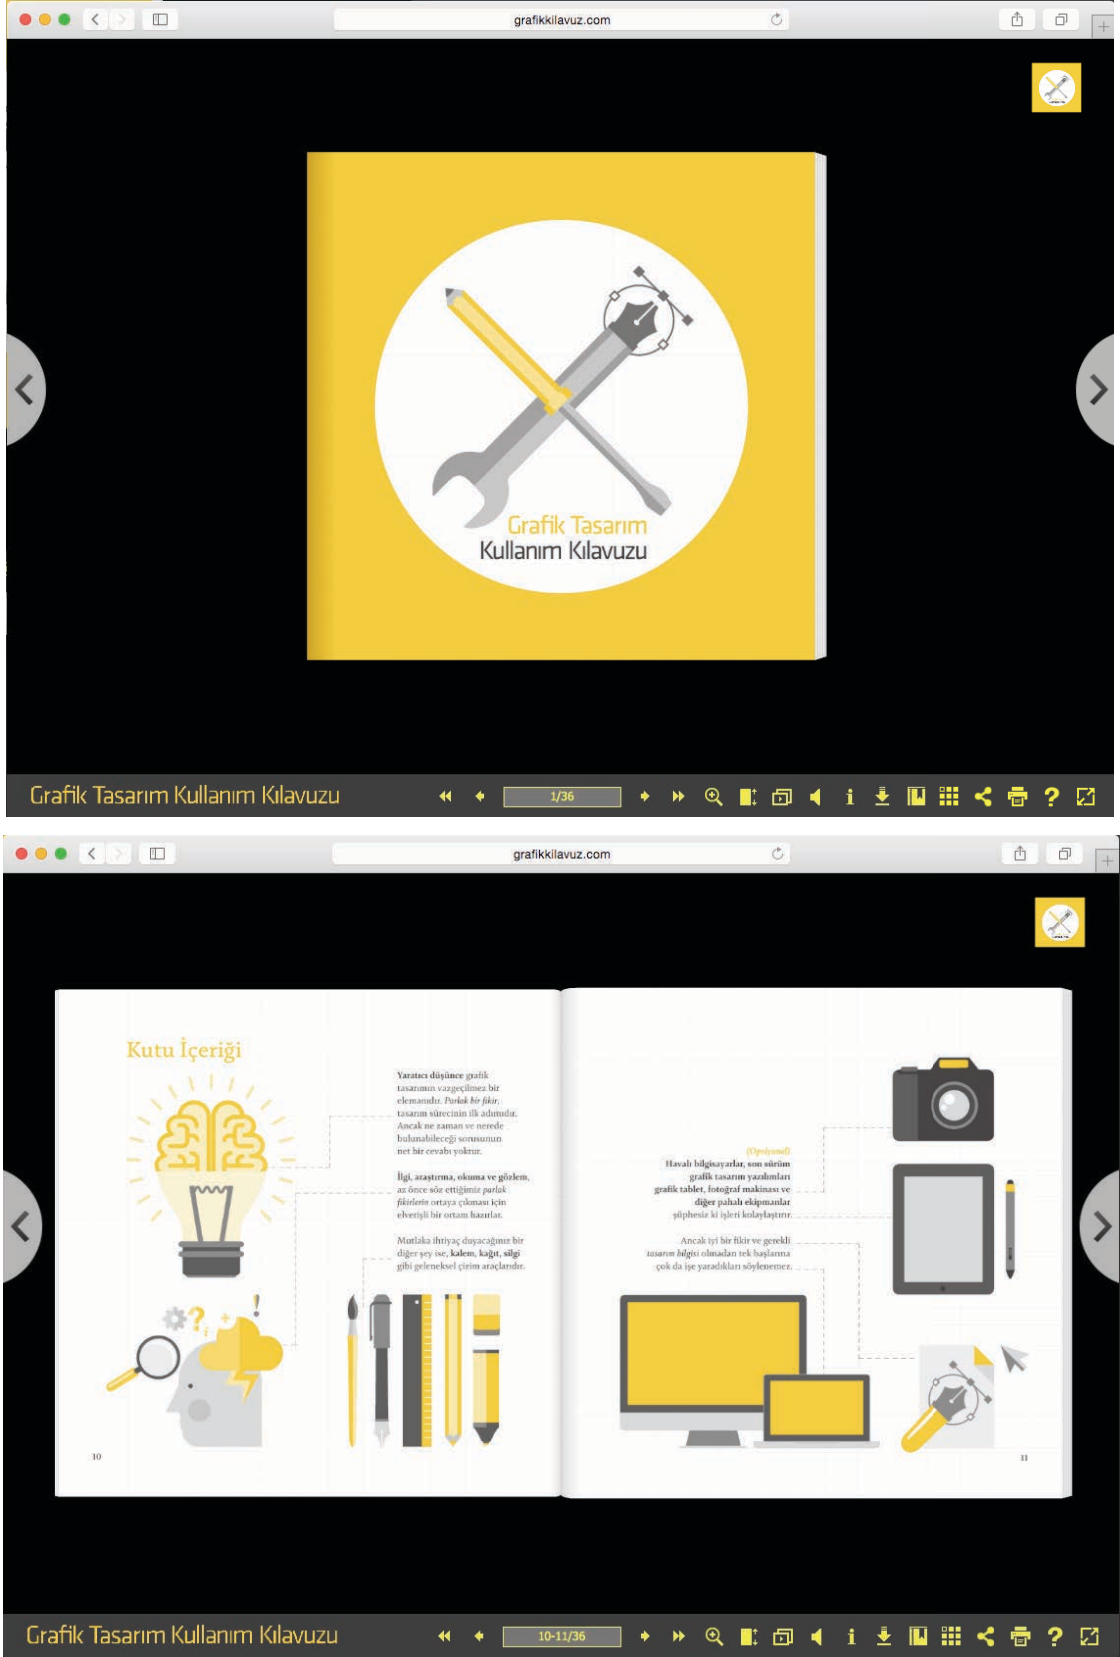 grafikkilavuz.com
Grafik Tasarım
Kullanım Kılavuzu
Grafik Tasarım Kullanım Kılavuzu
1/36
grafikkilavuz.com
Kutu İçeriği
Yaratıcı düşünce grafik
tasarımın vazgeçilmez bir
elemanıdır. Parlak bir fikir,
tasarım sürecinin ilk adımıdır.
Ancak ne zaman ve nerede
bulunabileceği sorusunun
net bir cevabı yoktur.
İlgi, araştırma, okuma ve gözlem,
az önce söz ettiğimiz parlak
fikirlerin ortaya çıkması için
elverişli bir ortam hazırlar.
Mutlaka ihtiyaç duyacağınız bir
diğer şey ise, kalem, kağıt, silgi
gibi geleneksel çizim araçlarıdır.
10
(Opsiyonel)
Havalı bilgisayarlar, son sürüm
grafik tasarım yazılımları
grafik tablet, fotoğraf makinası ve
diğer pahalı ekipmanlar
şüphesiz ki işleri kolaylaştırır.
Ancak iyi bir fikir ve gerekli
tasarım bilgisi olmadan tek başlarına
çok da işe yaradıkları söylenemez.
11
Grafik Tasarım Kullanım Kılavuzu
10-11/36